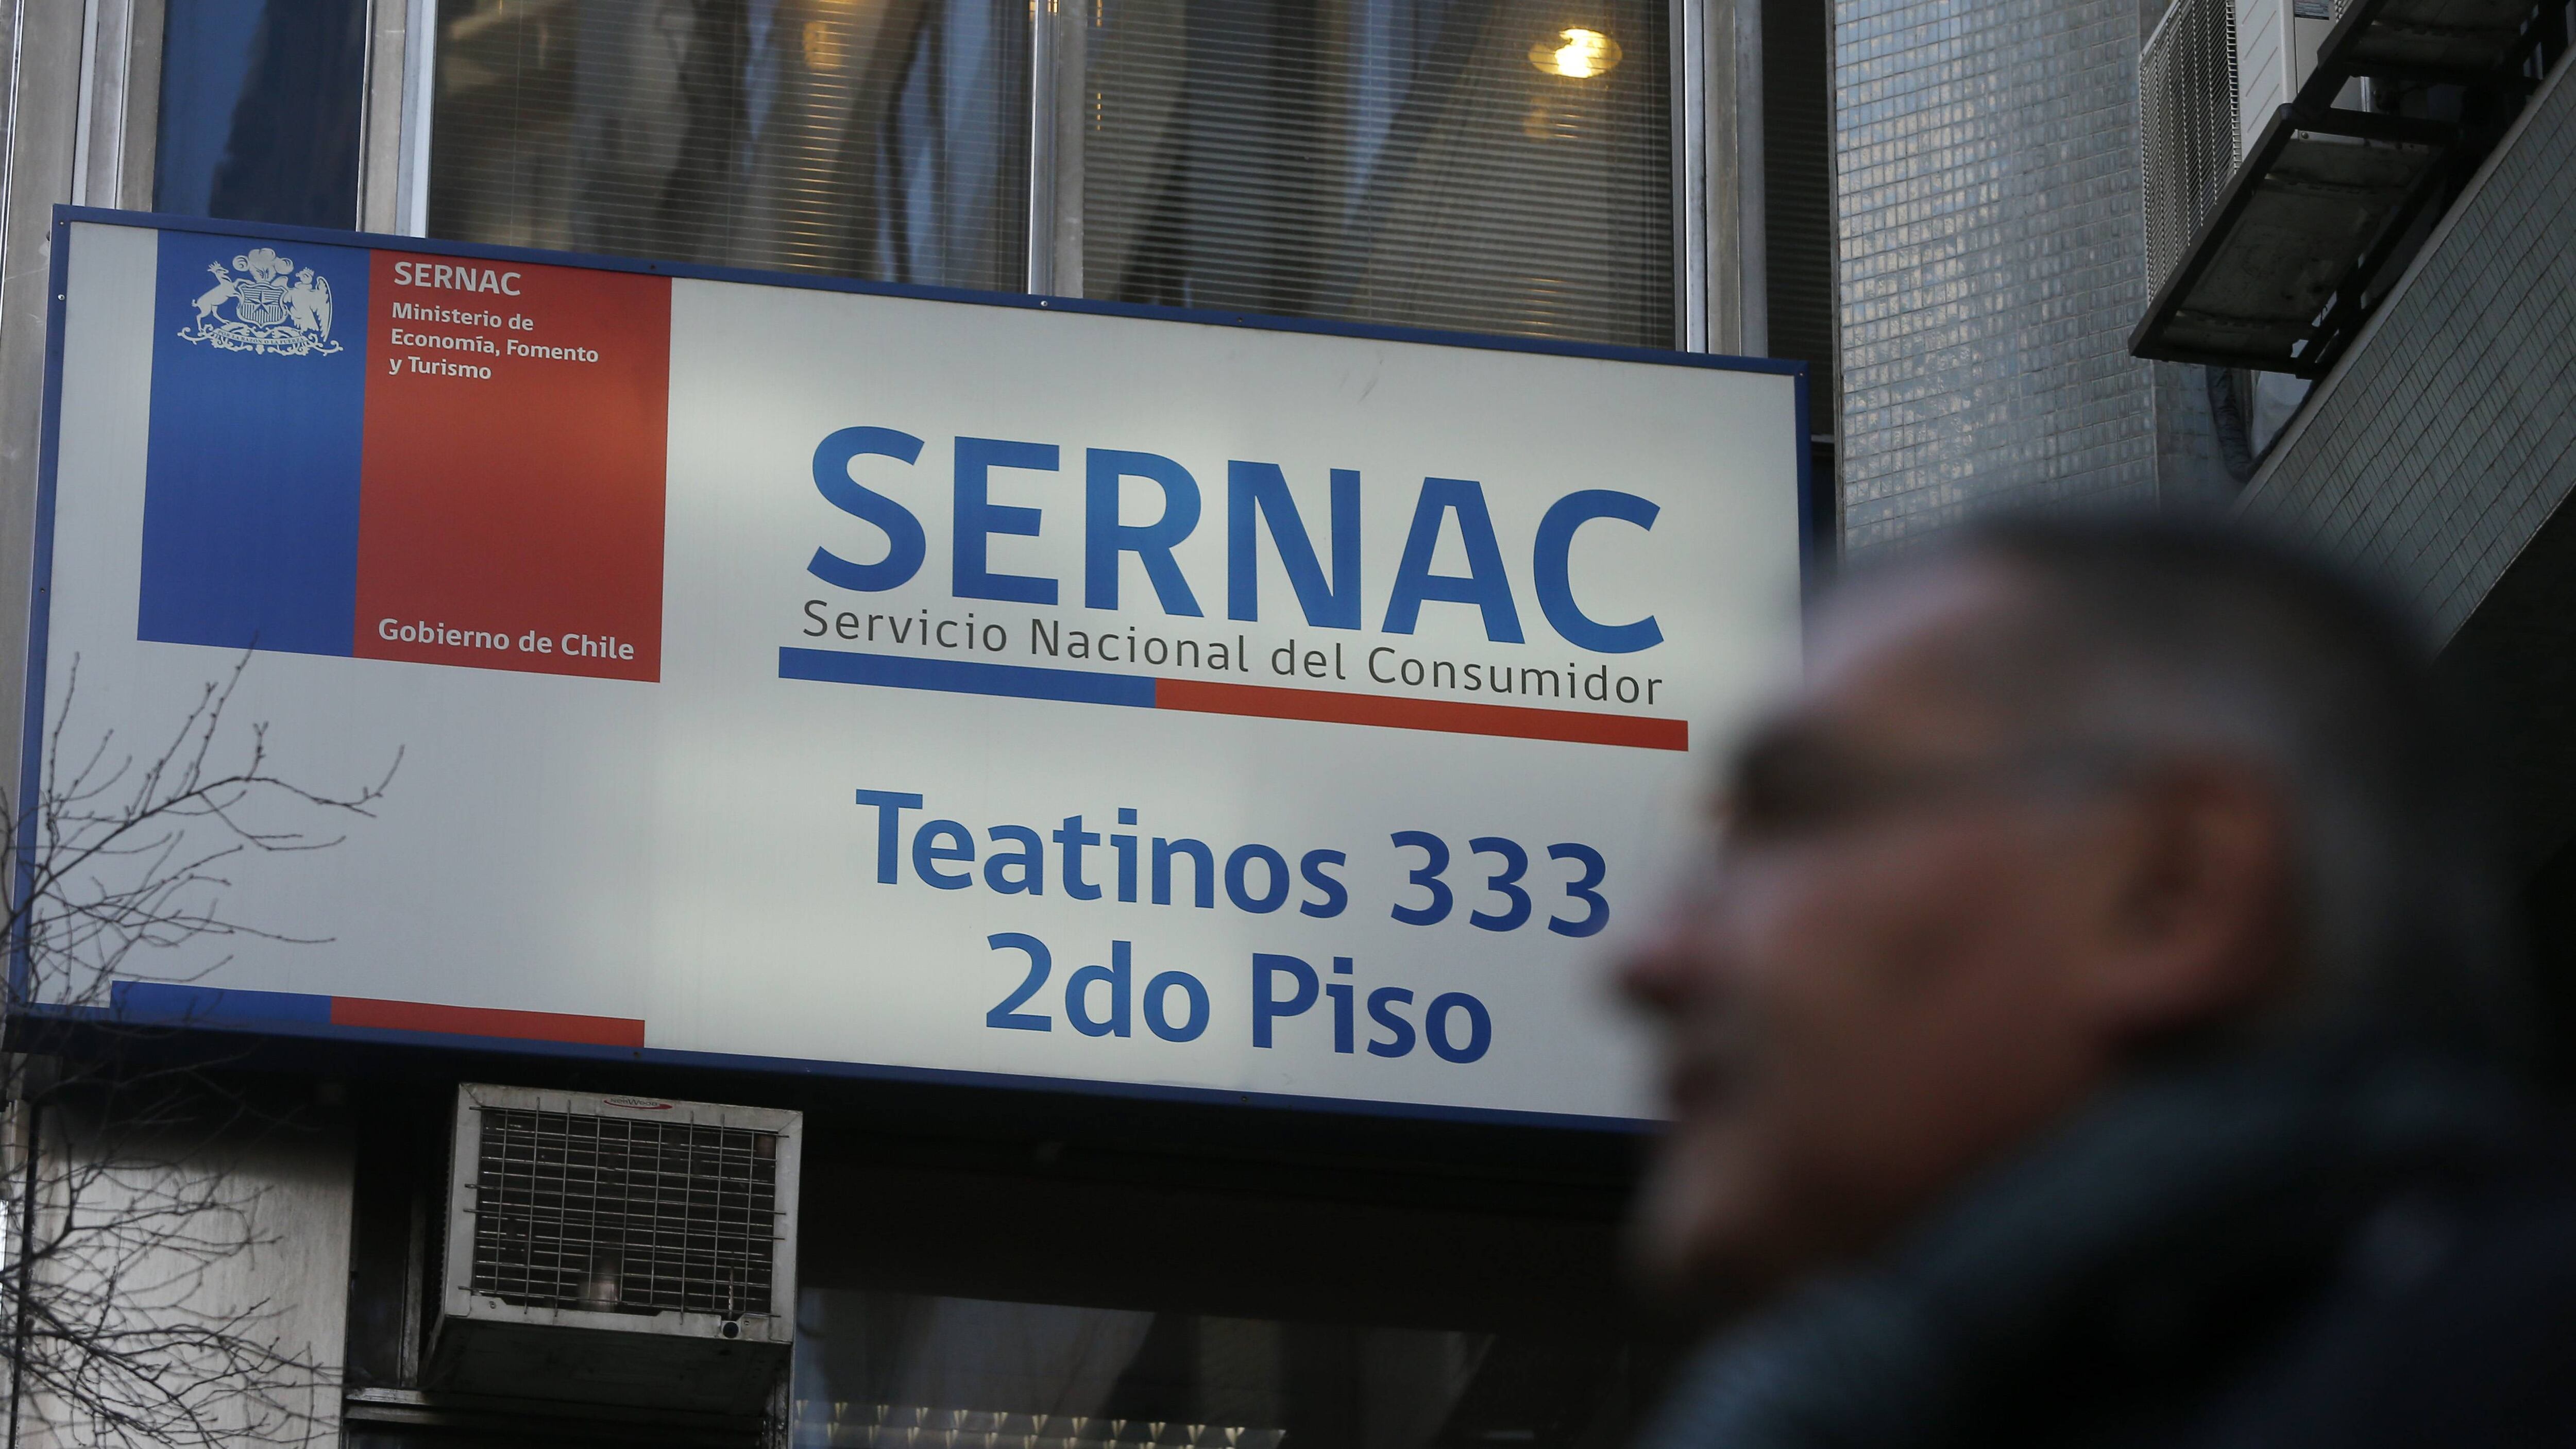 SERNAC
Ministerio de
Economía, Fomento
y Turismo
Gobierno de Chile
SERNAC
Servicio Nacional del Consumidor
Teatinos 333
2do Piso